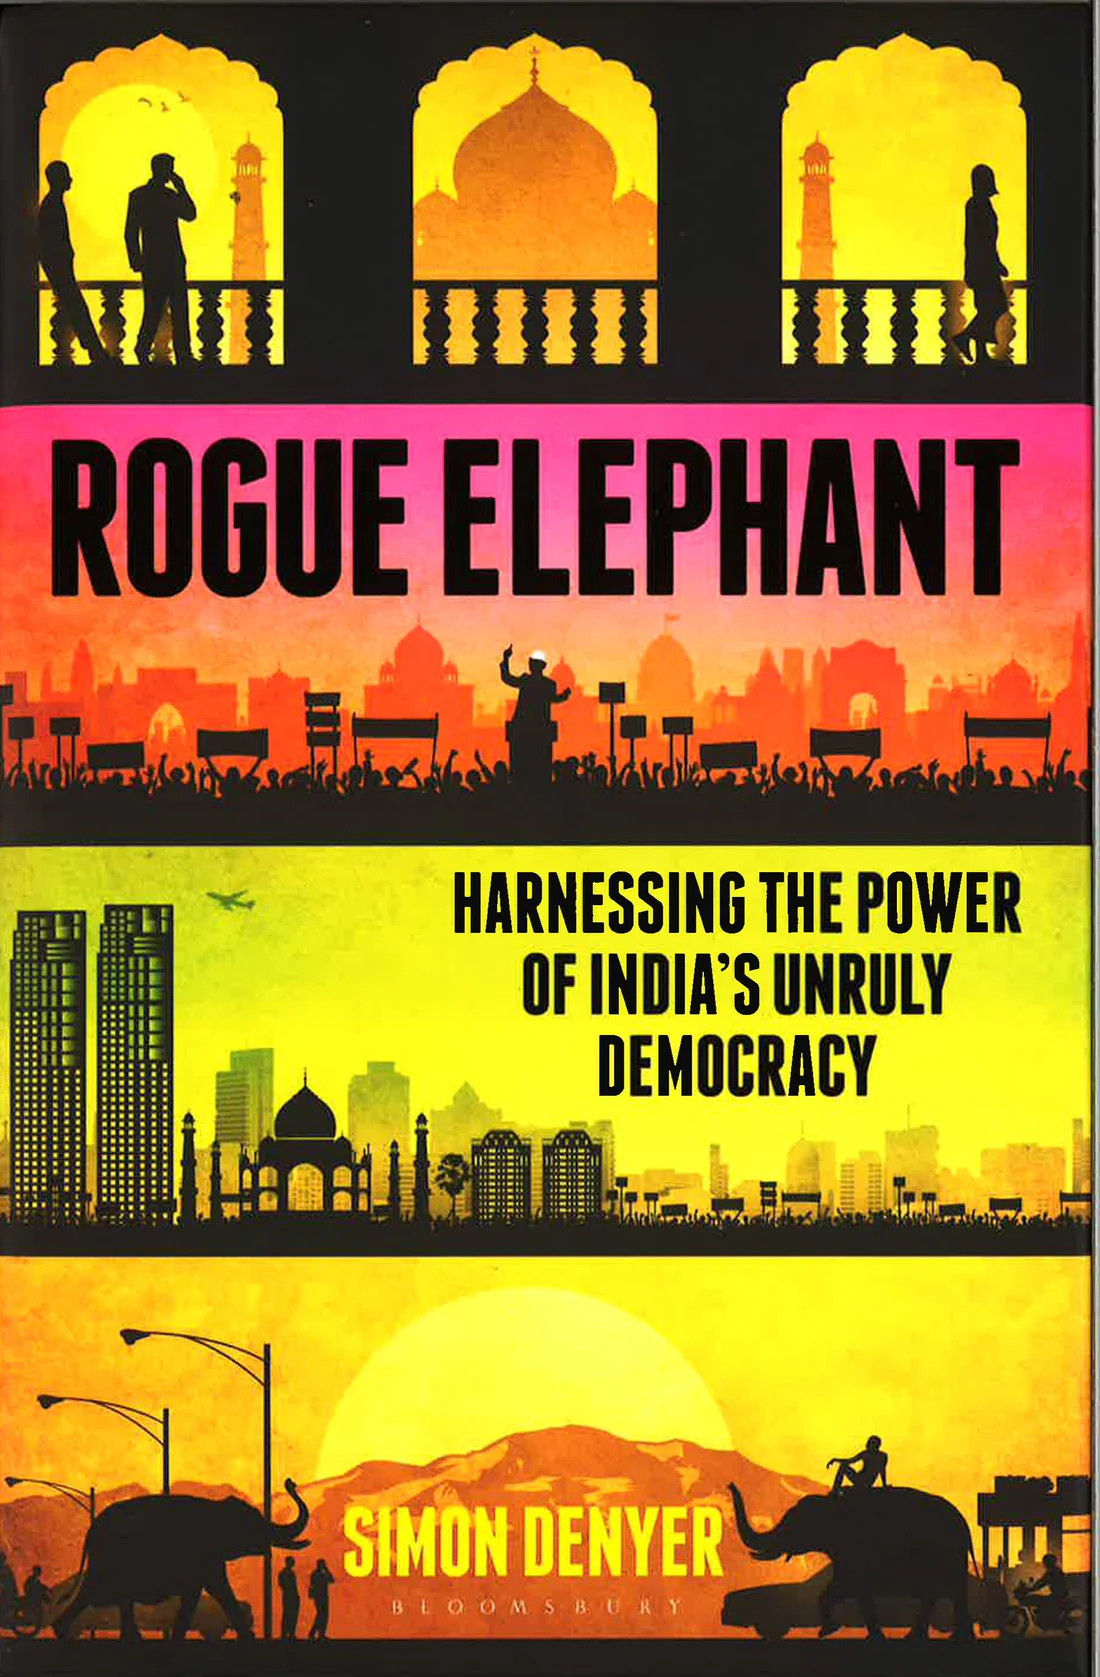 ROGUE ELEPHANT
HARNESSING THE POWER
OF INDIA'S UNRULY
DEMOCRACY
SIMON DENYER
BLOOMSBURY